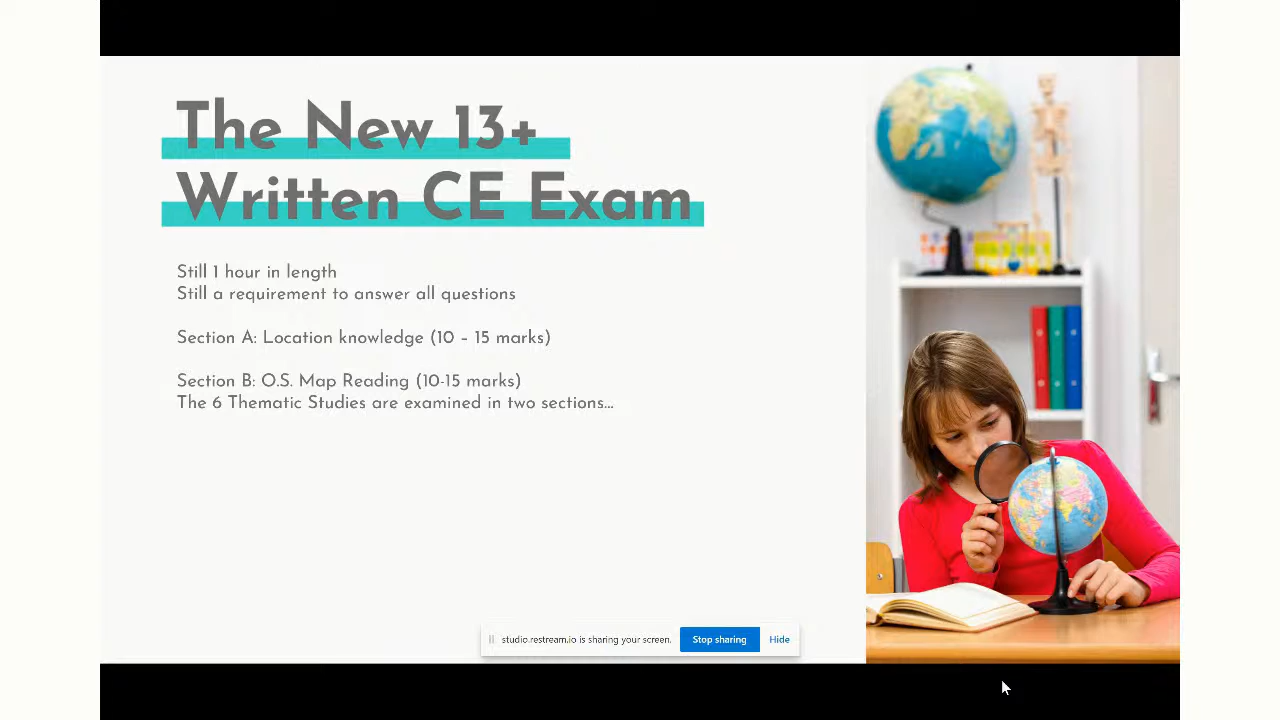 The New 13+
Written CE Exam
Still 1 hour in length
Still a requirement to answer all questions
Section A: Location knowledge (10 – 15 marks)
Section B: O.S. Map Reading (10-15 marks)
The 6 Thematic Studies are examined in two sections...
studio.restream.io is sharing your screen.
Stop sharing
Hide